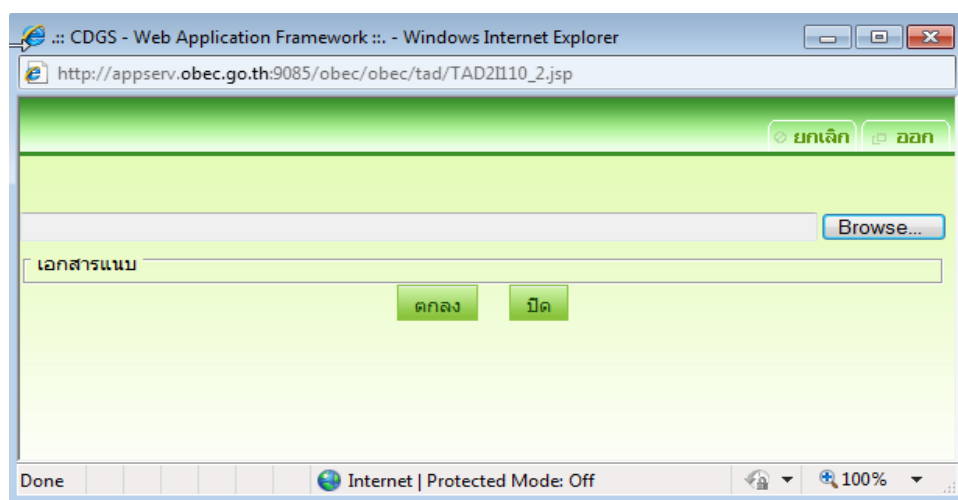 .:: CDGS - Web Application Framework ::. - Windows Internet Explorer
http://appserv.obec.go.th:9085/obec/obec/tad/TAD2I110_2.jsp
ยกเลิก ออก
Browse...
เอกสารแนบ
ตกลง ปิด
Done Internet | Protected Mode: Off 100%